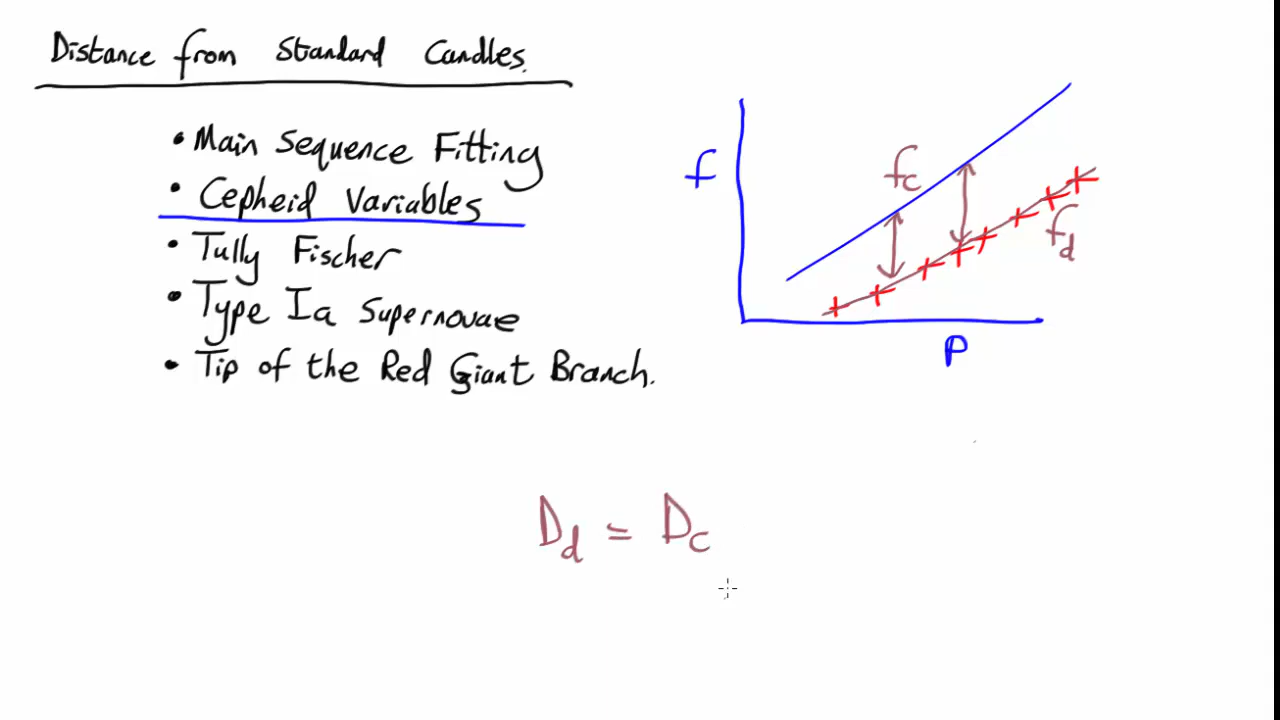 Distance from Standard Candles.
• Main Sequence Fitting
• Cepheid Variables
• Tully Fischer
• Type Ia Supernovae
• Tip of the Red Giant Branch.
f
fc
fd
P
Dd = Dc